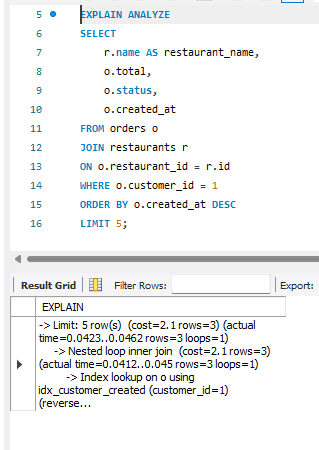 5 EXPLAIN ANALYZE
6 SELECT
7 r.name AS restaurant_name,
8 o.total,
9 o.status,
10 o.created_at
11 FROM orders o
12 JOIN restaurants r
13 ON o.restaurant_id = r.id
14 WHERE o.customer_id = 1
15 ORDER BY o.created_at DESC
16 LIMIT 5;
Result Grid Filter Rows: Export:
EXPLAIN
-> Limit: 5 row(s) (cost=2.1 rows=3) (actual
time=0.0423..0.0462 rows=3 loops=1)
-> Nested loop inner join (cost=2.1 rows=3)
(actual time=0.0412..0.045 rows=3 loops=1)
-> Index lookup on o using
idx_customer_created (customer_id=1)
(reverse...